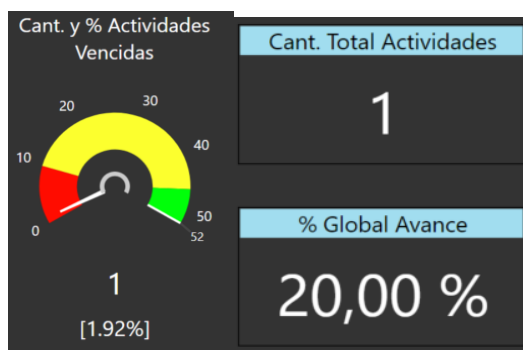 Cant. y % Actividades
Vencidas
0
10
20
30
40
50
52
1
[1.92%]
Cant. Total Actividades
1
% Global Avance
20,00 %